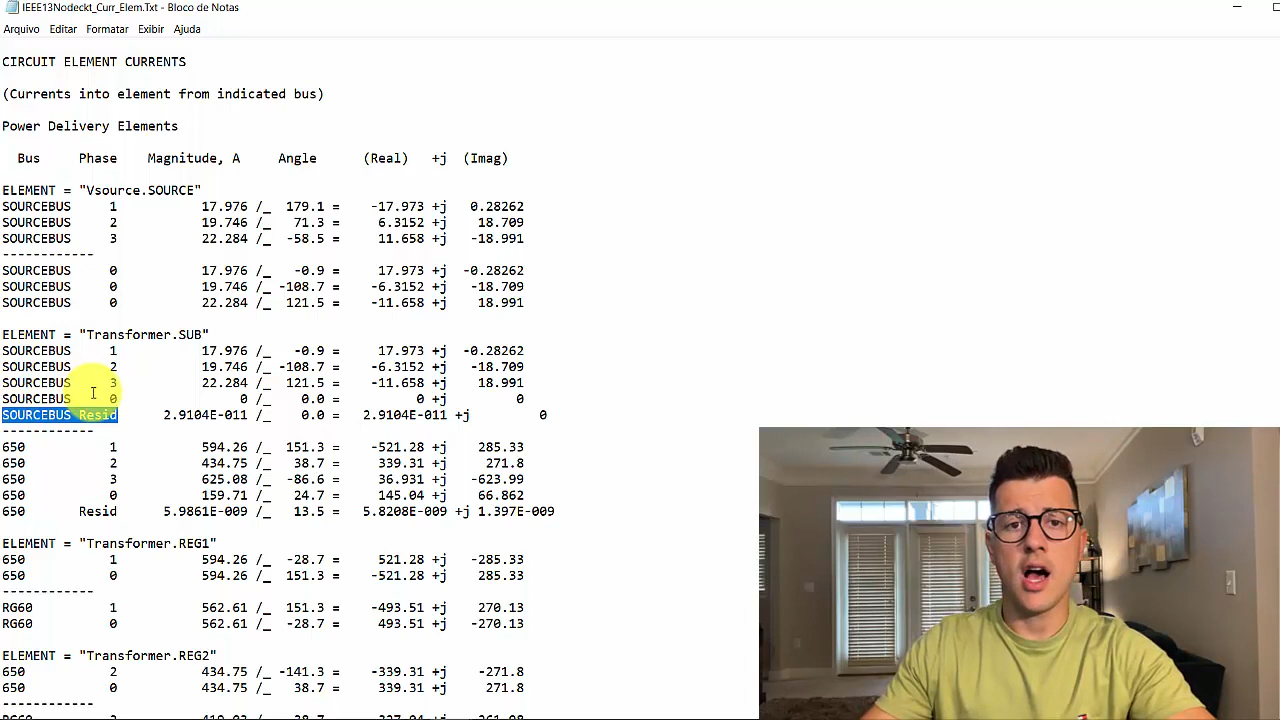 IEEE13Nodeckt_Curr_Elem.Txt - Bloco de Notas
Arquivo Editar Formatar Exibir Ajuda
CIRCUIT ELEMENT CURRENTS
(Currents into element from indicated bus)
Power Delivery Elements
Bus Phase Magnitude, A Angle (Real) +j (Imag)
ELEMENT = "Vsource.SOURCE"
SOURCEBUS 1 17.976 /_ 179.1 = -17.973 +j 0.28262
SOURCEBUS 2 19.746 /_ 71.3 = 6.3152 +j 18.709
SOURCEBUS 3 22.284 /_ -58.5 = 11.658 +j -18.991
------------
SOURCEBUS 0 17.976 /_ -0.9 = 17.973 +j -0.28262
SOURCEBUS 0 19.746 /_ -108.7 = -6.3152 +j -18.709
SOURCEBUS 0 22.284 /_ 121.5 = -11.658 +j 18.991
ELEMENT = "Transformer.SUB"
SOURCEBUS 1 17.976 /_ -0.9 = 17.973 +j -0.28262
SOURCEBUS 2 19.746 /_ -108.7 = -6.3152 +j -18.709
SOURCEBUS 3 22.284 /_ 121.5 = -11.658 +j 18.991
SOURCEBUS 0 0 /_ 0.0 = 0 +j 0
SOURCEBUS Resid 2.9104E-011 /_ 0.0 = 2.9104E-011 +j 0
------------
650 1 594.26 /_ 151.3 = -521.28 +j 285.33
650 2 434.75 /_ 38.7 = 339.31 +j 271.8
650 3 625.08 /_ -86.6 = 36.931 +j -623.99
650 0 159.71 /_ 24.7 = 145.04 +j 66.862
650 Resid 5.9861E-009 /_ 13.5 = 5.8208E-009 +j 1.397E-009
ELEMENT = "Transformer.REG1"
650 1 594.26 /_ -28.7 = 521.28 +j -285.33
650 0 594.26 /_ 151.3 = -521.28 +j 285.33
------------
RG60 1 562.61 /_ 151.3 = -493.51 +j 270.13
RG60 0 562.61 /_ -28.7 = 493.51 +j -270.13
ELEMENT = "Transformer.REG2"
650 2 434.75 /_ -141.3 = -339.31 +j -271.8
650 0 434.75 /_ 38.7 = 339.31 +j 271.8
------------